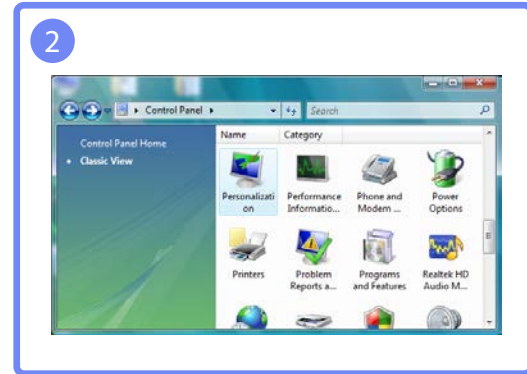 2
Control Panel
Search
Control Panel Home
Classic View
Name Category
Personalizati
on
Performance
Informatio...
Phone and
Modem ...
Power
Options
Printers
Problem
Reports a...
Programs
and Features
Realtek HD
Audio M...